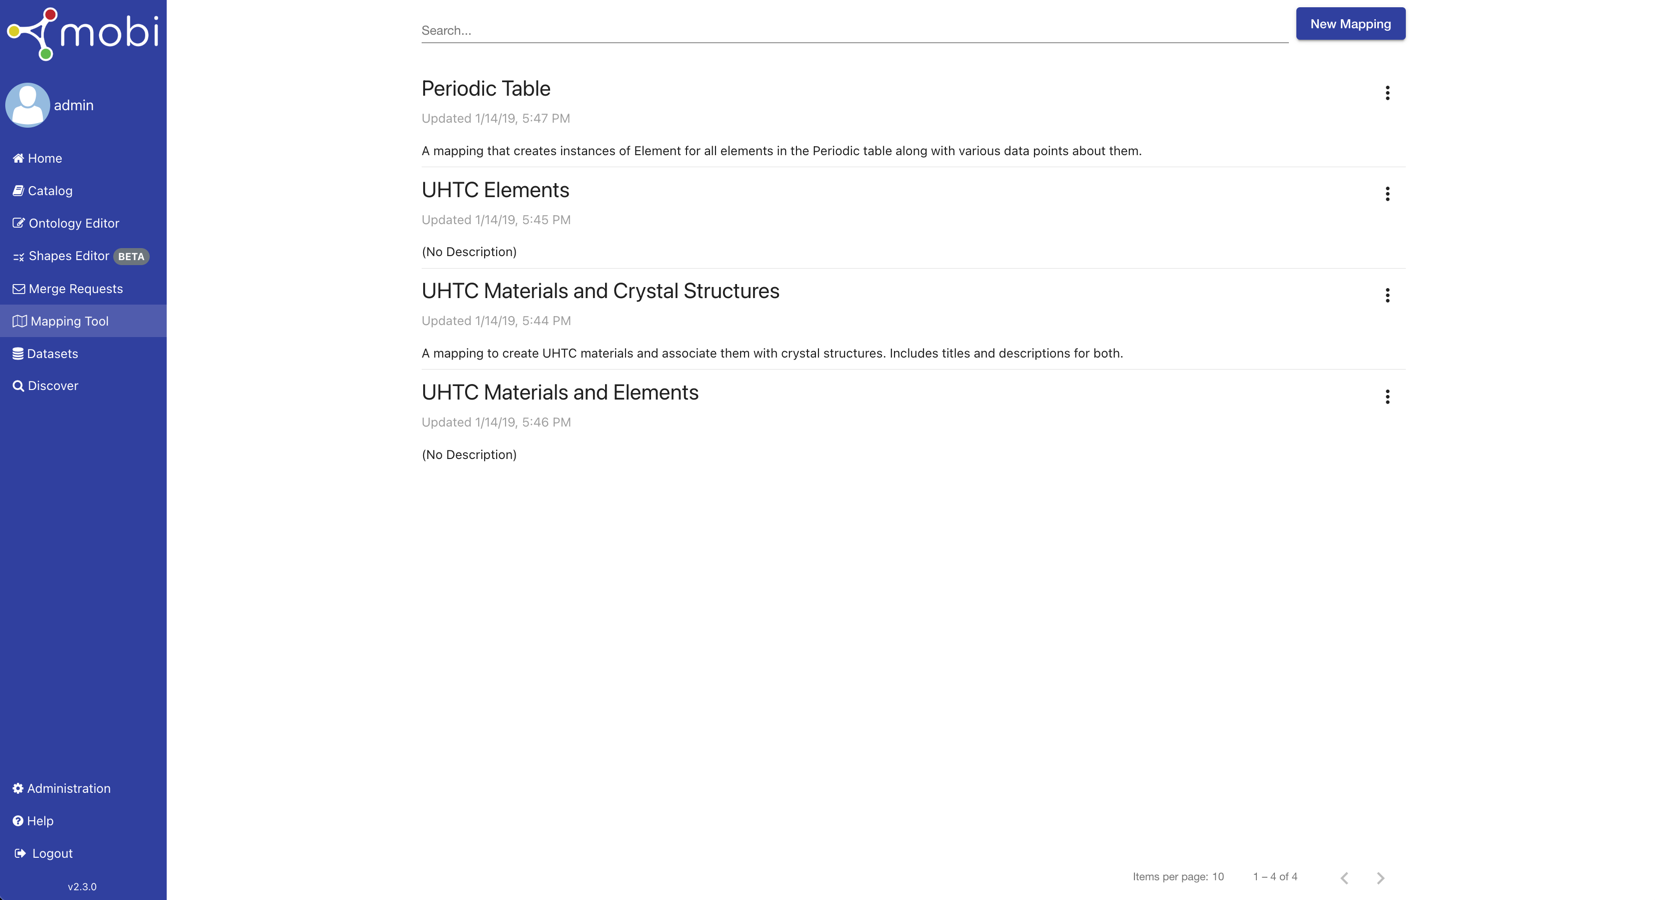 mobi
admin
Home
Catalog
Ontology Editor
Shapes Editor BETA
Merge Requests
Mapping Tool
Datasets
Discover
Administration
Help
Logout
v2.3.0
Search...
New Mapping
Periodic Table
Updated 1/14/19, 5:47 PM
A mapping that creates instances of Element for all elements in the Periodic table along with various data points about them.
UHTC Elements
Updated 1/14/19, 5:45 PM
(No Description)
UHTC Materials and Crystal Structures
Updated 1/14/19, 5:44 PM
A mapping to create UHTC materials and associate them with crystal structures. Includes titles and descriptions for both.
UHTC Materials and Elements
Updated 1/14/19, 5:46 PM
(No Description)
Items per page: 10 1 – 4 of 4